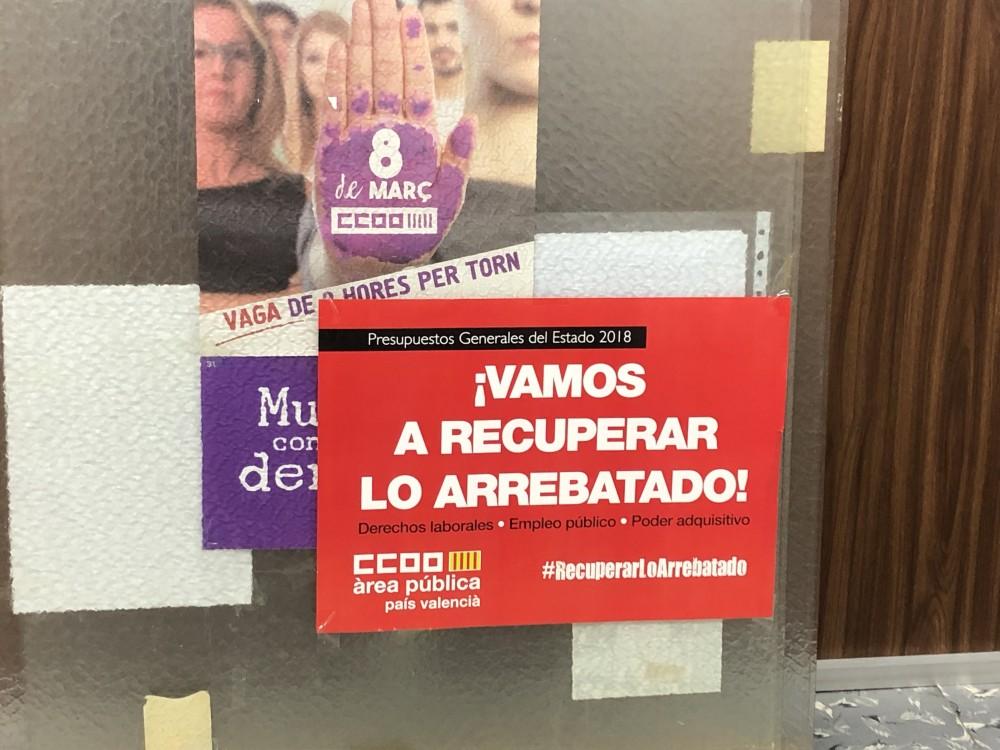 8
de MARÇ
CCOO
VAGA DE 2 HORES PER TORN
Mu
con
der
Presupuestos Generales del Estado 2018
¡VAMOS
A RECUPERAR
LO ARREBATADO!
Derechos laborales • Empleo público • Poder adquisitivo
CCOO
àrea pública
país valencià
#RecuperarLoArrebatado